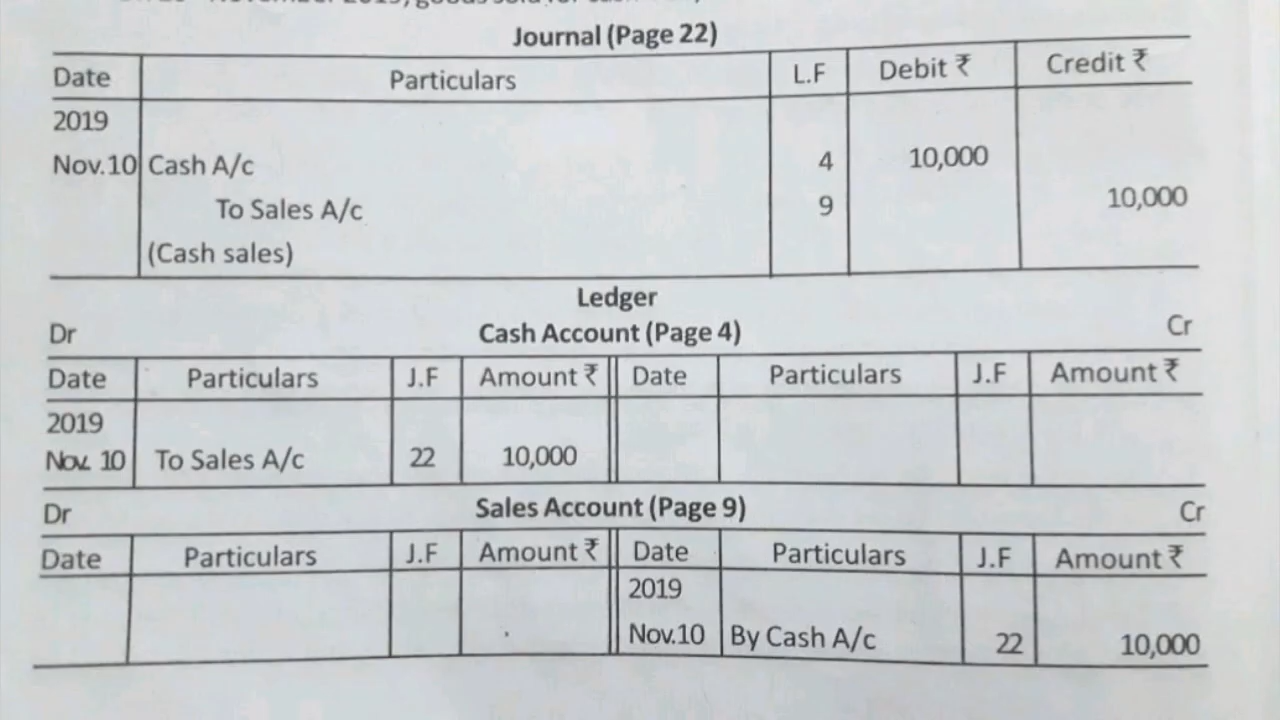 Journal (Page 22)
Date Particulars L.F Debit ₹ Credit ₹
2019
Nov.10 Cash A/c 4 10,000
To Sales A/c 9 10,000
(Cash sales)
Ledger
Dr Cash Account (Page 4) Cr
Date Particulars J.F Amount ₹ Date Particulars J.F Amount ₹
2019
Nov. 10 To Sales A/c 22 10,000
Dr Sales Account (Page 9) Cr
Date Particulars J.F Amount ₹ Date Particulars J.F Amount ₹
2019
Nov.10 By Cash A/c 22 10,000